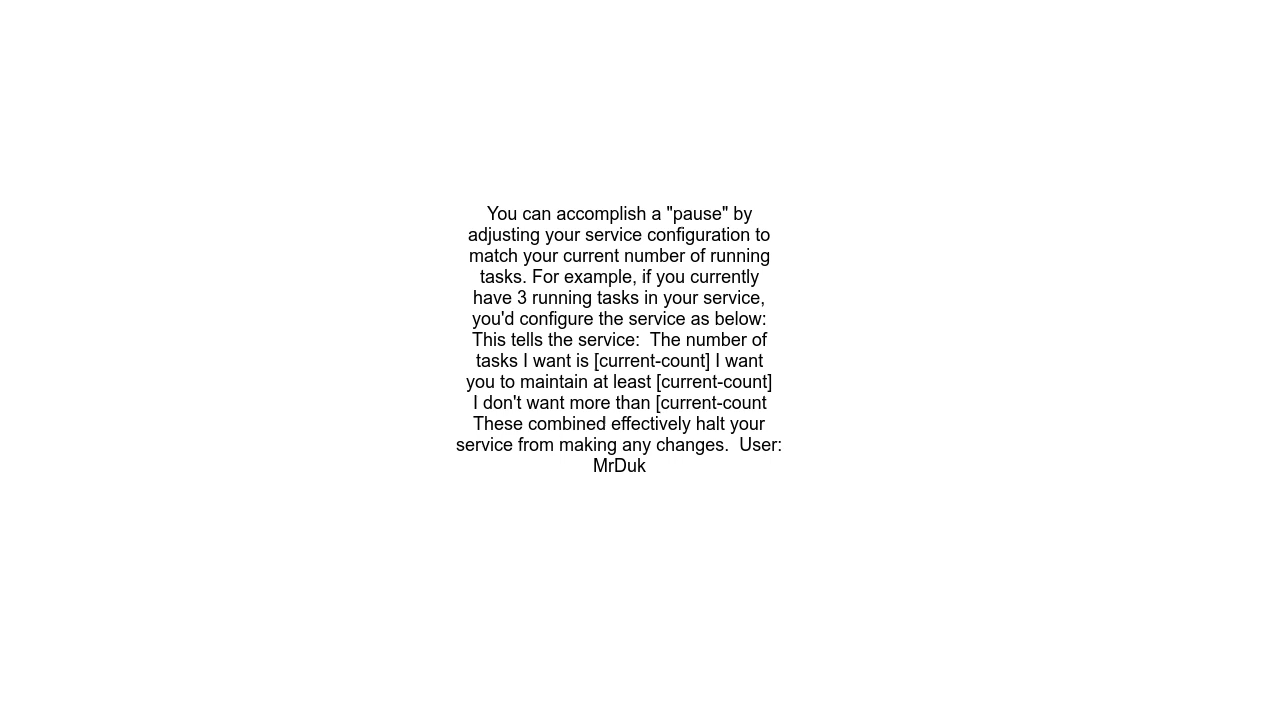 You can accomplish a "pause" by
adjusting your service configuration to
match your current number of running
tasks. For example, if you currently
have 3 running tasks in your service,
you'd configure the service as below:
This tells the service:  The number of
tasks I want is [current-count] I want
you to maintain at least [current-count]
I don't want more than [current-count
These combined effectively halt your
service from making any changes.  User:
MrDuk